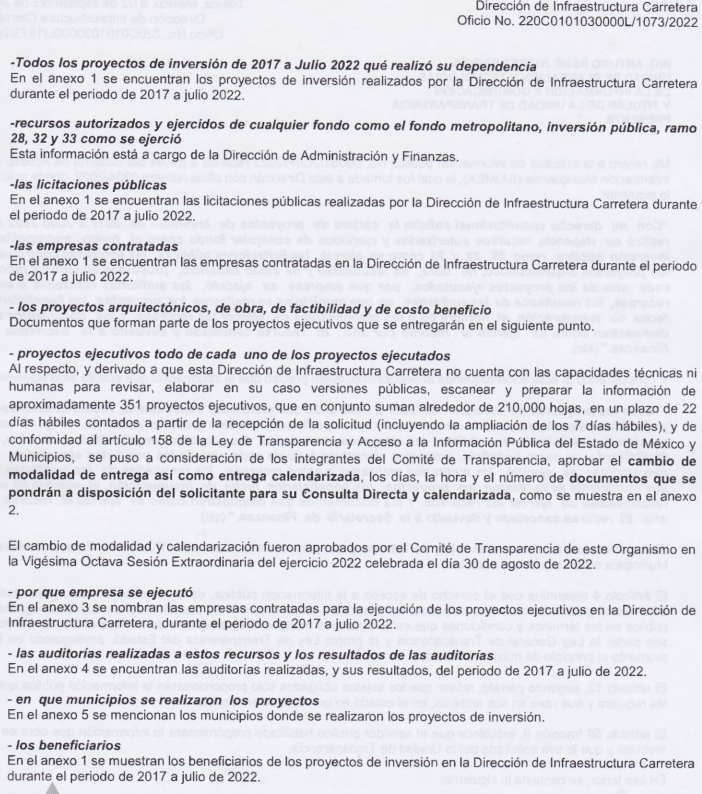 Dirección de Infraestructura Carretera
Oficio No. 220C0101030000L/1073/2022
-Todos los proyectos de inversión de 2017 a Julio 2022 qué realizó su dependencia
En el anexo 1 se encuentran los proyectos de inversión realizados por la Dirección de Infraestructura Carretera
durante el periodo de 2017 a julio 2022.
-recursos autorizados y ejercidos de cualquier fondo como el fondo metropolitano, inversión pública, ramo
28, 32 y 33 como se ejerció
Esta información está a cargo de la Dirección de Administración y Finanzas.
-las licitaciones públicas
En el anexo 1 se encuentran las licitaciones públicas realizadas por la Dirección de Infraestructura Carretera durante
el periodo de 2017 a julio 2022.
-las empresas contratadas
En el anexo 1 se encuentran las empresas contratadas en la Dirección de Infraestructura Carretera durante el periodo
de 2017 a julio de 2022.
- los proyectos arquitectónicos, de obra, de factibilidad y de costo beneficio
Documentos que forman parte de los proyectos ejecutivos que se entregarán en el siguiente punto.
- proyectos ejecutivos todo de cada uno de los proyectos ejecutados
Al respecto, y derivado a que esta Dirección de Infraestructura Carretera no cuenta con las capacidades técnicas ni
humanas para revisar, elaborar en su caso versiones públicas, escanear y preparar la información de
aproximadamente 351 proyectos ejecutivos, que en conjunto suman alrededor de 210,000 hojas, en un plazo de 22
días hábiles contados a partir de la recepción de la solicitud (incluyendo la ampliación de los 7 días hábiles), y de
conformidad al artículo 158 de la Ley de Transparencia y Acceso a la Información Pública del Estado de México y
Municipios, se puso a consideración de los integrantes del Comité de Transparencia, aprobar el cambio de
modalidad de entrega así como entrega calendarizada, los días, la hora y el número de documentos que se
pondrán a disposición del solicitante para su Consulta Directa y calendarizada, como se muestra en el anexo
2.
El cambio de modalidad y calendarización fueron aprobados por el Comité de Transparencia de este Organismo en
la Vigésima Octava Sesión Extraordinaria del ejercicio 2022 celebrada el día 30 de agosto de 2022.
- por que empresa se ejecutó
En el anexo 3 se nombran las empresas contratadas para la ejecución de los proyectos ejecutivos en la Dirección de
Infraestructura Carretera, durante el periodo de 2017 a julio de 2022.
- las auditorías realizadas a estos recursos y los resultados de las auditorías
En el anexo 4 se encuentran las auditorías realizadas, y sus resultados, del periodo de 2017 a julio de 2022.
- en que municipios se realizaron los proyectos
En el anexo 5 se mencionan los municipios donde se realizaron los proyectos de inversión.
- los beneficiarios
En el anexo 1 se muestran los beneficiarios de los proyectos de inversión en la Dirección de Infraestructura Carretera
durante el periodo de 2017 a julio de 2022.